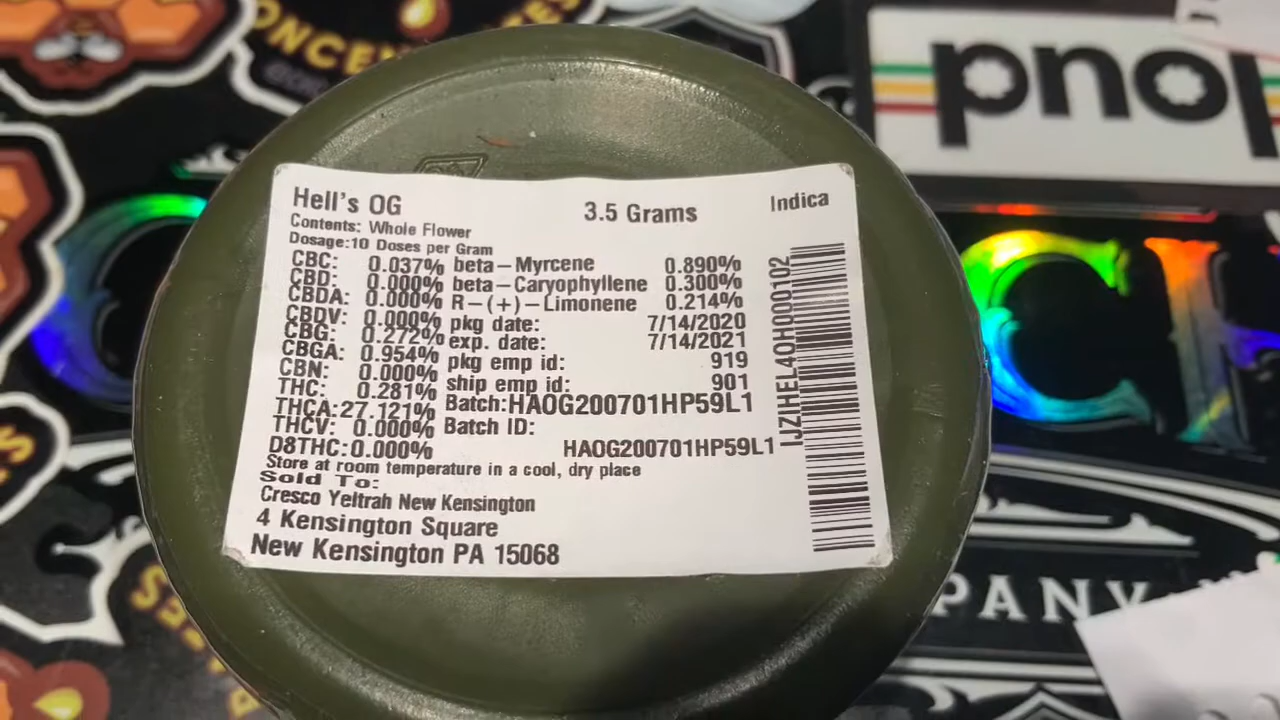 ONCEN
ES
pnoj
Hell's OG 3.5 Grams Indica
Contents: Whole Flower
Dosage:10 Doses per Gram
CBC: 0.037% beta-Myrcene 0.890%
CBD: 0.000% beta-Caryophyllene 0.300%
CBDA: 0.000% R-(+)-Limonene 0.214%
CBDV: 0.000% pkg date: 7/14/2020
CBG: 0.272% exp. date: 7/14/2021
CBGA: 0.954% pkg emp id: 919
CBN: 0.000% ship emp id: 901
THC: 0.281% Batch:HAOG200701HP59L1
THCA:27.121% Batch ID:
THCV: 0.000% HAOG200701HP59L1
D8THC:0.000%
Store at room temperature in a cool, dry place
Sold To:
Cresco Yeltrah New Kensington
4 Kensington Square
New Kensington PA 15068
1JZIHEL4OH000102
PANY